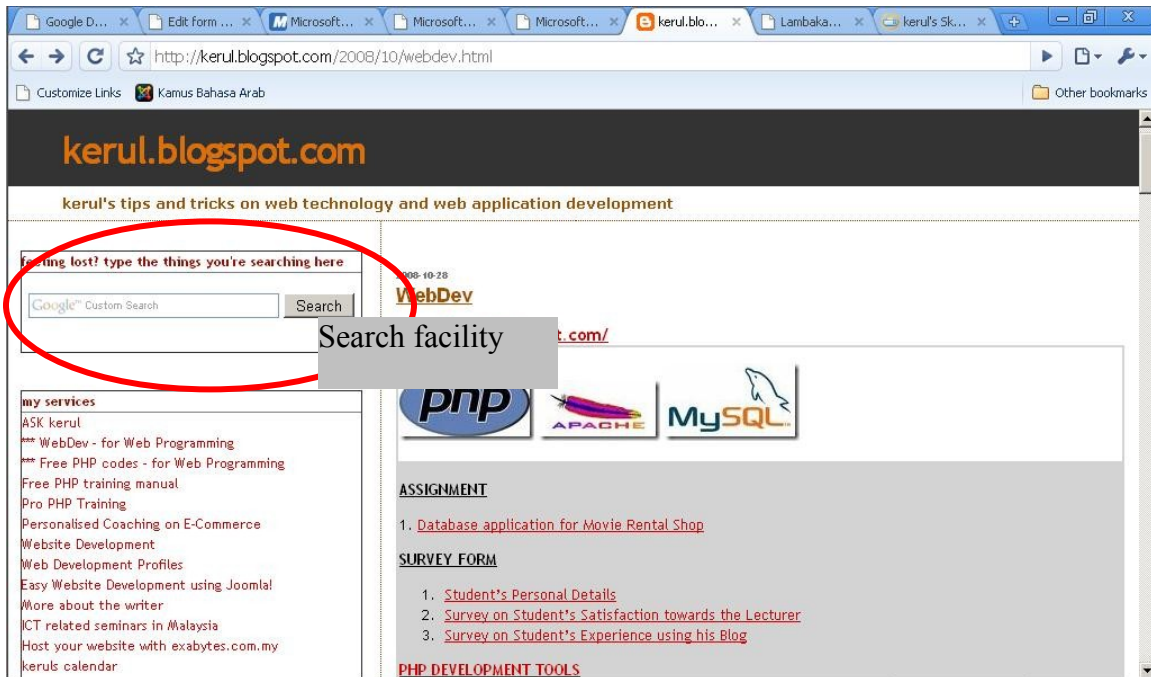 Google D...
Edit form ...
Microsoft...
Microsoft...
Microsoft...
kerul.blo...
Lambaka...
kerul's Sk...
http://kerul.blogspot.com/2008/10/webdev.html
Customize Links
Kamus Bahasa Arab
Other bookmarks
kerul.blogspot.com
kerul's tips and tricks on web technology and web application development
feeling lost? type the things you're searching here
Google™ Custom Search
Search
Search facility
my services
ASK kerul
*** WebDev - for Web Programming
*** Free PHP codes - for Web Programming
Free PHP training manual
Pro PHP Training
Personalised Coaching on E-Commerce
Website Development
Web Development Profiles
Easy Website Development using Joomla!
More about the writer
ICT related seminars in Malaysia
Host your website with exabytes.com.my
keruls calendar
2008-10-28
WebDev
t.com/
php
APACHE
MySQL
ASSIGNMENT
1. Database application for Movie Rental Shop
SURVEY FORM
1. Student's Personal Details
2. Survey on Student's Satisfaction towards the Lecturer
3. Survey on Student's Experience using his Blog
PHP DEVELOPMENT TOOLS